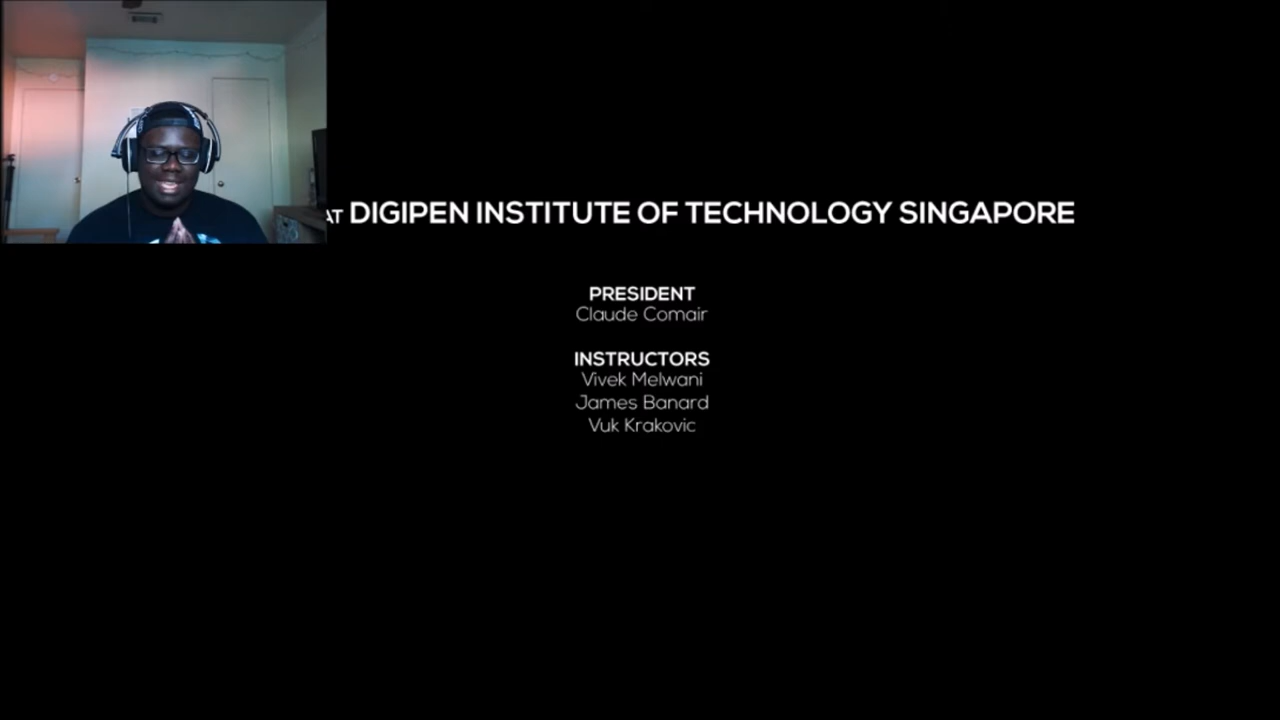 AT DIGIPEN INSTITUTE OF TECHNOLOGY SINGAPORE
PRESIDENT
Claude Comair
INSTRUCTORS
Vivek Melwani
James Banard
Vuk Krakovic